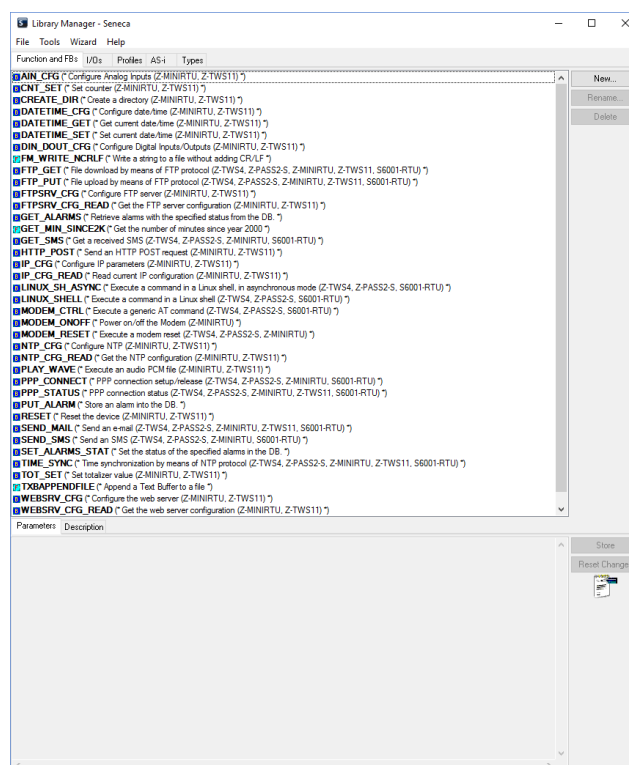 Library Manager - Seneca
File Tools Wizard Help
Function and FBs I/Os Profiles AS-i Types
AIN_CFG (* Configure Analog Inputs (Z-MINIRTU, Z-TWS11) *)
CNT_SET (* Set counter (Z-MINIRTU, Z-TWS11) *)
CREATE_DIR (* Create a directory (Z-MINIRTU, Z-TWS11) *)
DATETIME_CFG (* Configure date/time (Z-MINIRTU, Z-TWS11) *)
DATETIME_GET (* Get current date/time (Z-MINIRTU, Z-TWS11) *)
DATETIME_SET (* Set current date/time (Z-MINIRTU, Z-TWS11) *)
DIN_DOUT_CFG (* Configure Digital Inputs/Outputs (Z-MINIRTU, Z-TWS11) *)
FM_WRITE_NCRLF (* Write a string to a file without adding CR/LF *)
FTP_GET (* File download by means of FTP protocol (Z-TWS4, Z-PASS2-S, Z-MINIRTU, Z-TWS11, S6001-RTU) *)
FTP_PUT (* File upload by means of FTP protocol (Z-TWS4, Z-PASS2-S, Z-MINIRTU, Z-TWS11, S6001-RTU) *)
FTPSRV_CFG (* Configure FTP server (Z-MINIRTU, Z-TWS11) *)
FTPSRV_CFG_READ (* Get the FTP server configuration (Z-MINIRTU, Z-TWS11) *)
GET_ALARMS (* Retrieve alarms with the specified status from the DB. *)
GET_MIN_SINCE2K (* Get the number of minutes since year 2000 *)
GET_SMS (* Get a received SMS (Z-TWS4, Z-PASS2-S, Z-MINIRTU, S6001-RTU) *)
HTTP_POST (* Send an HTTP POST request (Z-MINIRTU, Z-TWS11) *)
IP_CFG (* Configure IP parameters (Z-MINIRTU, Z-TWS11) *)
IP_CFG_READ (* Read current IP configuration (Z-MINIRTU, Z-TWS11) *)
LINUX_SH_ASYNC (* Execute a command in a Linux shell, in asynchronous mode (Z-TWS4, Z-PASS2-S, S6001-RTU) *)
LINUX_SHELL (* Execute a command in a Linux shell (Z-TWS4, Z-PASS2-S, S6001-RTU) *)
MODEM_CTRL (* Execute a generic AT command (Z-TWS4, Z-PASS2-S, S6001-RTU) *)
MODEM_ONOFF (* Power on/off the Modem (Z-MINIRTU) *)
MODEM_RESET (* Execute a modem reset (Z-TWS4, Z-PASS2-S, Z-MINIRTU) *)
NTP_CFG (* Configure NTP (Z-MINIRTU, Z-TWS11) *)
NTP_CFG_READ (* Get the NTP configuration (Z-MINIRTU, Z-TWS11) *)
PLAY_WAVE (* Execute an audio PCM file (Z-MINIRTU) *)
PPP_CONNECT (* PPP connection setup/release (Z-TWS4, Z-PASS2-S, Z-MINIRTU, S6001-RTU) *)
PPP_STATUS (* PPP connection status (Z-TWS4, Z-PASS2-S, Z-MINIRTU, S6001-RTU) *)
PUT_ALARM (* Store an alarm into the DB. *)
RESET (* Reset the device (Z-MINIRTU, Z-TWS11) *)
SEND_MAIL (* Send an e-mail (Z-TWS4, Z-PASS2-S, Z-MINIRTU, Z-TWS11, S6001-RTU) *)
SEND_SMS (* Send an SMS (Z-TWS4, Z-PASS2-S, Z-MINIRTU, S6001-RTU) *)
SET_ALARMS_STAT (* Set the status of the specified alarms in the DB. *)
TIME_SYNC (* Time synchronization by means of NTP protocol (Z-TWS4, Z-PASS2-S, Z-MINIRTU, Z-TWS11, S6001-RTU) *)
TOT_SET (* Set totalizer value (Z-MINIRTU, Z-TWS11) *)
TXBAPPENDFILE (* Append a Text Buffer to a file *)
WEBSRV_CFG (* Configure the web server (Z-MINIRTU, Z-TWS11) *)
WEBSRV_CFG_READ (* Get the web server configuration (Z-MINIRTU, Z-TWS11) *)
New...
Rename...
Delete
Parameters Description
Store
Reset Change